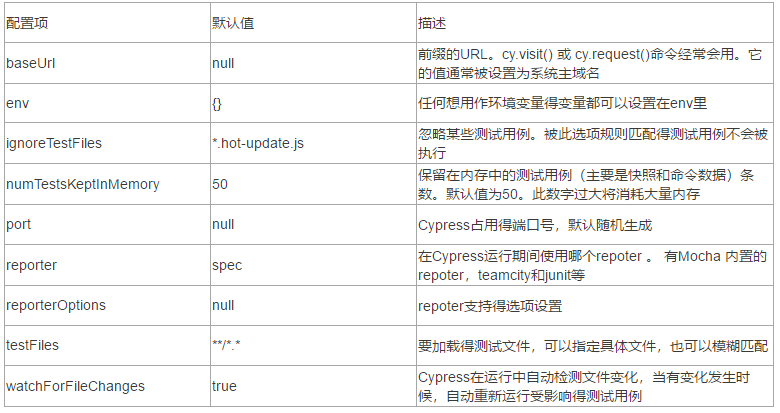 配置项 默认值 描述
baseUrl null 前缀的URL。cy.visit() 或 cy.request()命令经常会用。它
的值通常被设置为系统主域名
env {} 任何想用作环境变量得变量都可以设置在env里
ignoreTestFiles *.hot-update.js 忽略某些测试用例。被此选项规则匹配得测试用例不会被
执行
numTestsKeptInMemory 50 保留在内存中的测试用例（主要是快照和命令数据）条
数。默认值为50。此数字过大将消耗大量内存
port null Cypress占用得端口号，默认随机生成
reporter spec 在Cypress运行期间使用哪个repoter 。 有Mocha 内置的
repoter，teamcity和junit等
reporterOptions null repoter支持得选项设置
testFiles **/*.* 要加载得测试文件，可以指定具体文件，也可以模糊匹配
watchForFileChanges true Cypress在运行中自动检测文件变化，当有变化发生时
候，自动重新运行受影响得测试用例